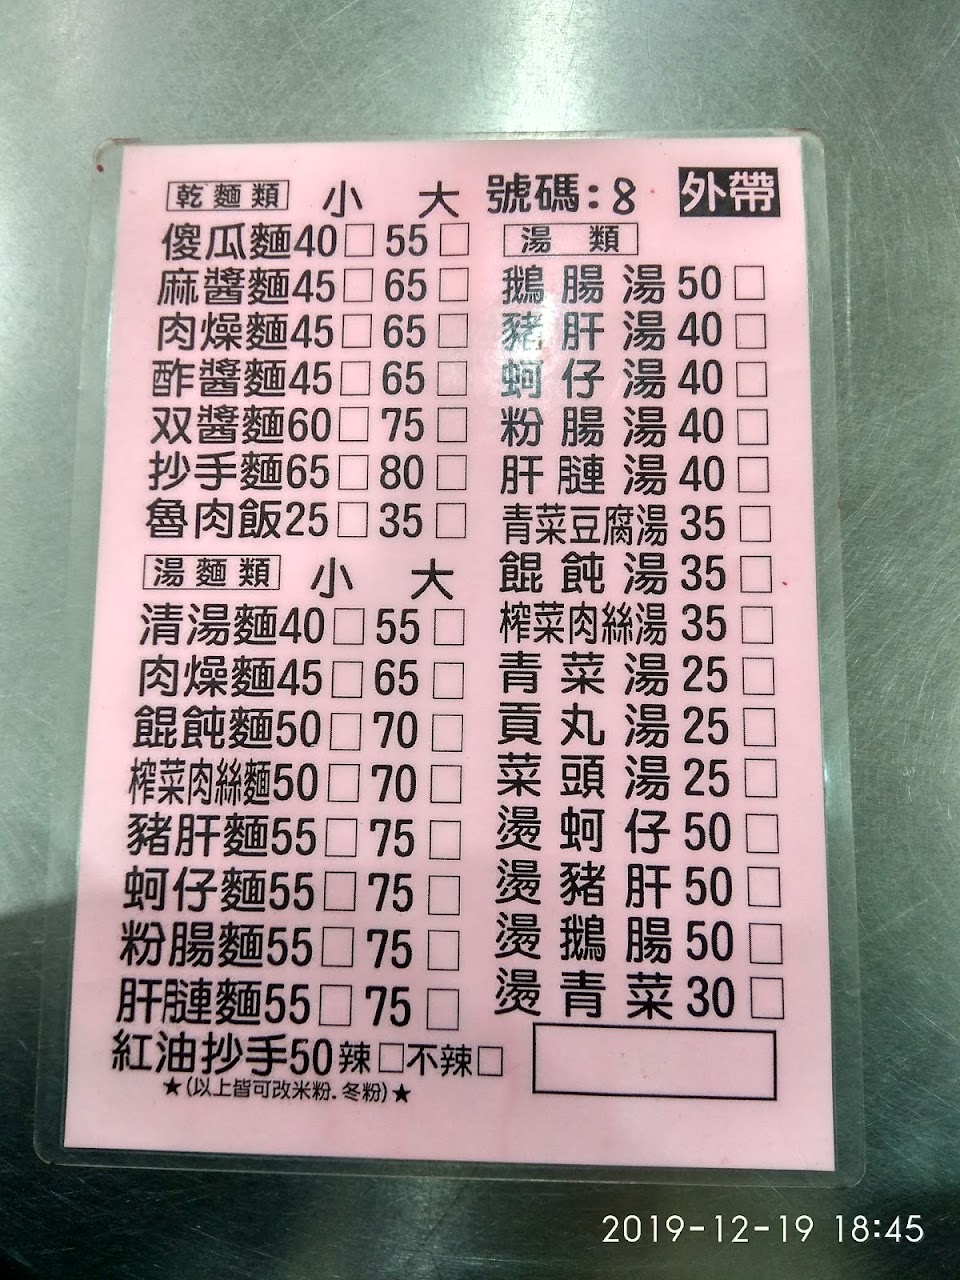 乾麵類 小 大
傻瓜麵40□ 55□
麻醬麵45□ 65□
肉燥麵45□ 65□
酢醬麵45□ 65□
双醬麵60□ 75□
抄手麵65□ 80□
魯肉飯25□ 35□
湯麵類 小 大
清湯麵40□ 55□
肉燥麵45□ 65□
餛飩麵50□ 70□
榨菜肉絲麵50□ 70□
豬肝麵55□ 75□
蚵仔麵55□ 75□
粉腸麵55□ 75□
肝膁麵55□ 75□
紅油抄手50辣□不辣□
★(以上皆可改米粉.冬粉)★
號碼:8 外帶
湯類
鵝腸湯50□
豬肝湯40□
蚵仔湯40□
粉腸湯40□
肝膁湯40□
青菜豆腐湯35□
餛飩湯35□
榨菜肉絲湯35□
青菜湯25□
貢丸湯25□
菜頭湯25□
燙蚵仔50□
燙豬肝50□
燙鵝腸50□
燙青菜30□
2019-12-19 18:45